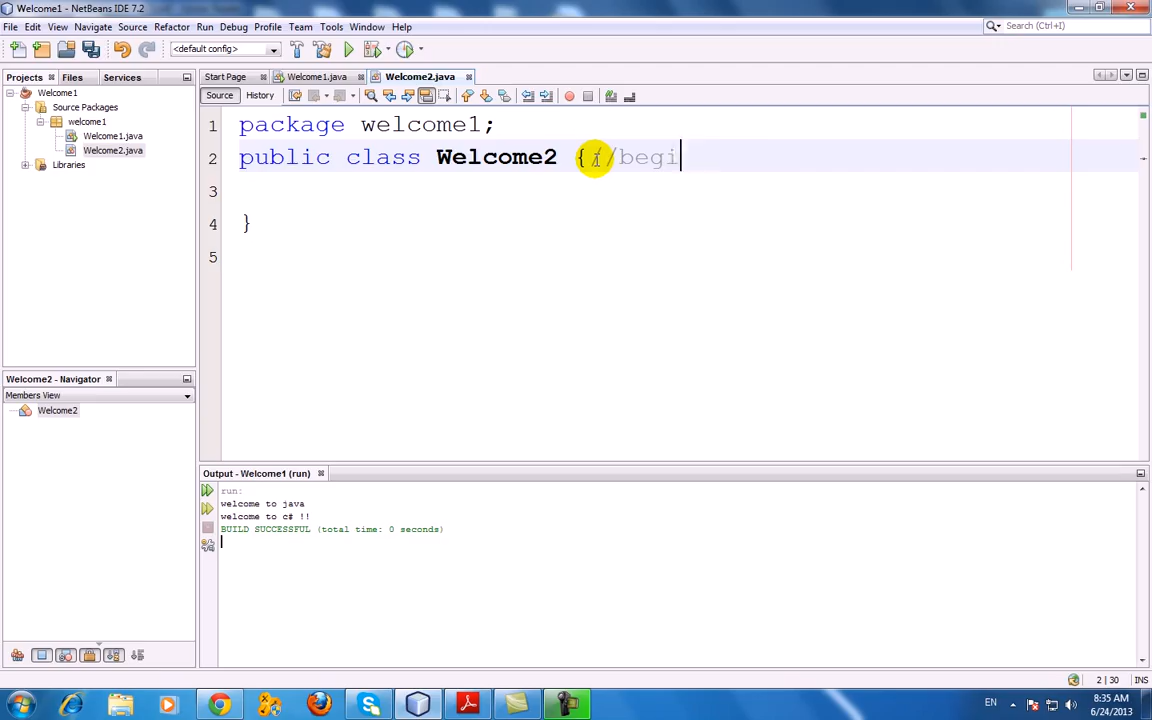 Welcome1 - NetBeans IDE 7.2
File Edit View Navigate Source Refactor Run Debug Profile Team Tools Window Help
Search (Ctrl+I)
<default config>
Projects Files Services
Start Page Welcome1.java Welcome2.java
Source History
Welcome1
Source Packages
welcome1
Welcome1.java
Welcome2.java
Libraries
1 package welcome1;
2 public class Welcome2 { //begi
3
4 }
5
Welcome2 - Navigator
Members View
Welcome2
Output - Welcome1 (run)
run:
welcome to java
welcome to c# !!
BUILD SUCCESSFUL (total time: 0 seconds)
2 | 30 INS
EN
8:35 AM
6/24/2013